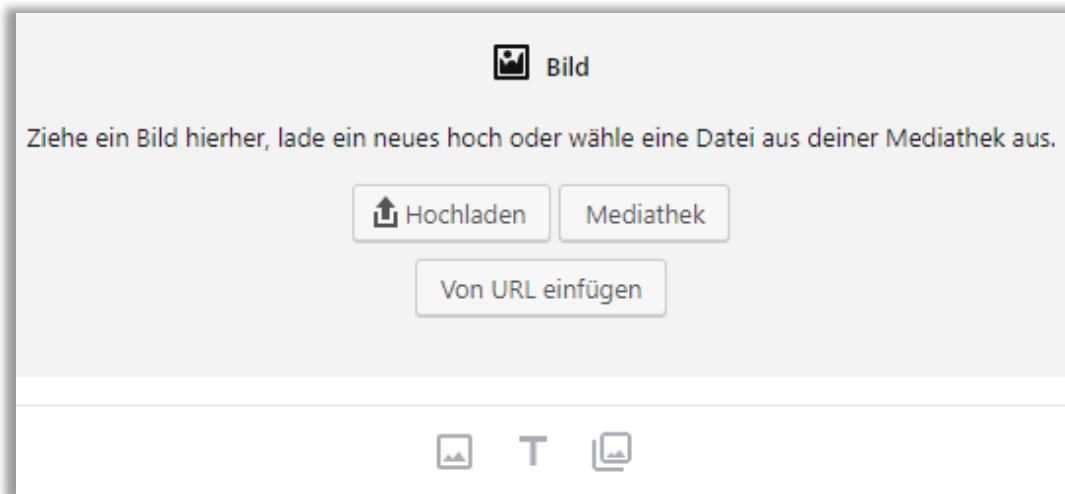 Bild
Ziehe ein Bild hierher, lade ein neues hoch oder wähle eine Datei aus deiner Mediathek aus.
Hochladen Mediathek
Von URL einfügen